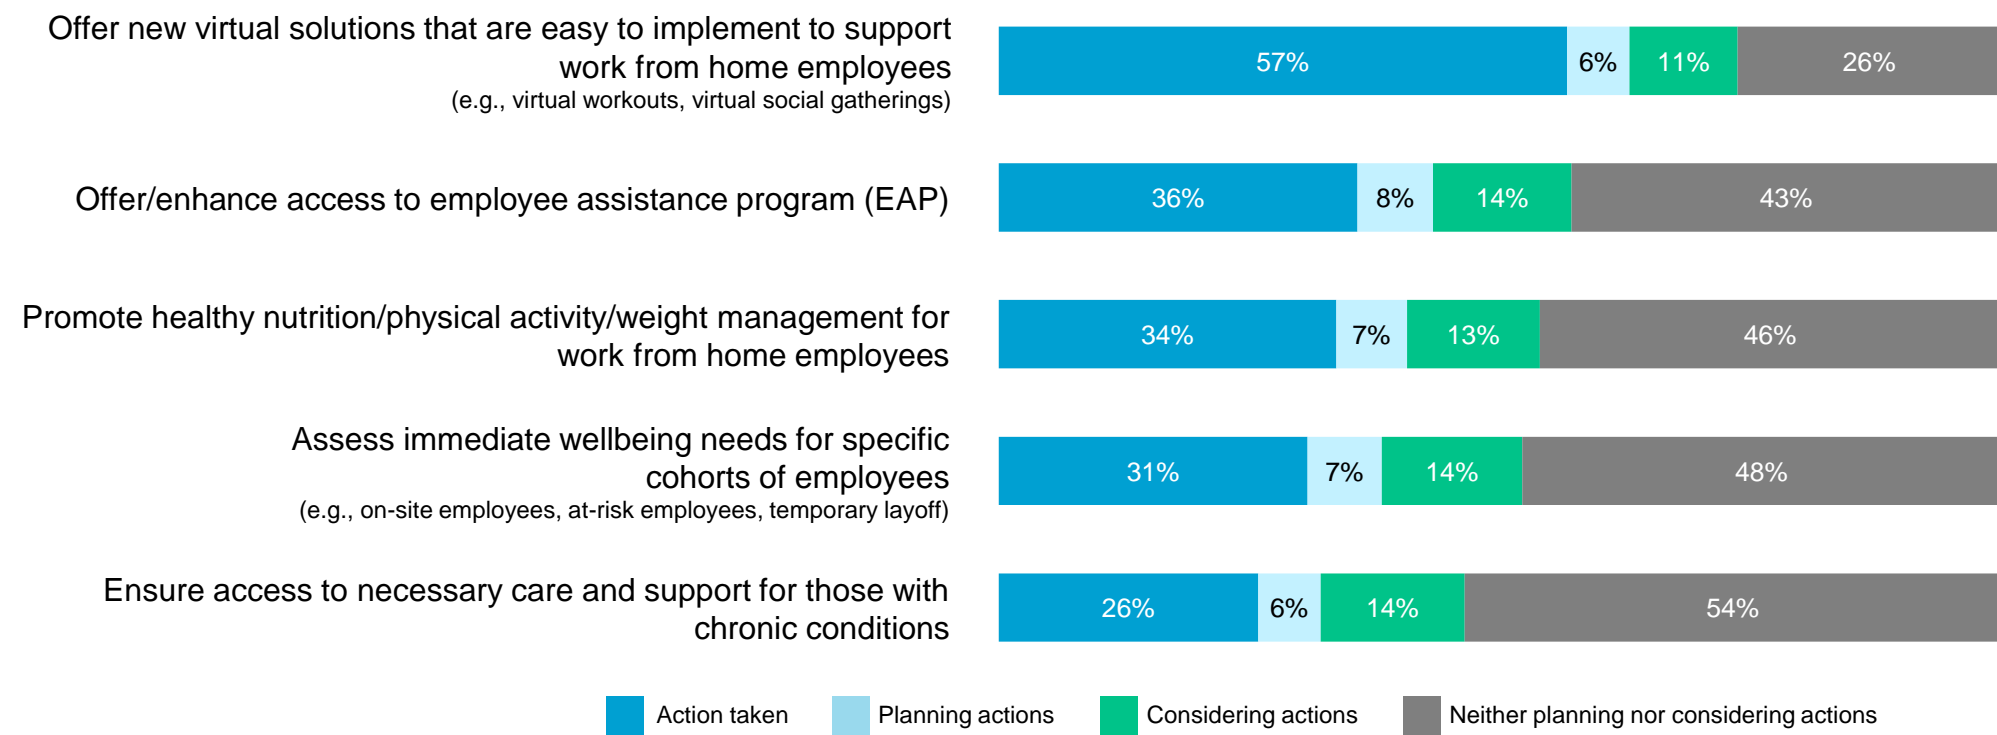 Offer new virtual solutions that are easy to implement to support
work from home employees
(e.g., virtual workouts, virtual social gatherings)
57% 6% 11% 26%
Offer/enhance access to employee assistance program (EAP)
36% 8% 14% 43%
Promote healthy nutrition/physical activity/weight management for
work from home employees
34% 7% 13% 46%
Assess immediate wellbeing needs for specific
cohorts of employees
(e.g., on-site employees, at-risk employees, temporary layoff)
31% 7% 14% 48%
Ensure access to necessary care and support for those with
chronic conditions
26% 6% 14% 54%
Action taken Planning actions Considering actions Neither planning nor considering actions